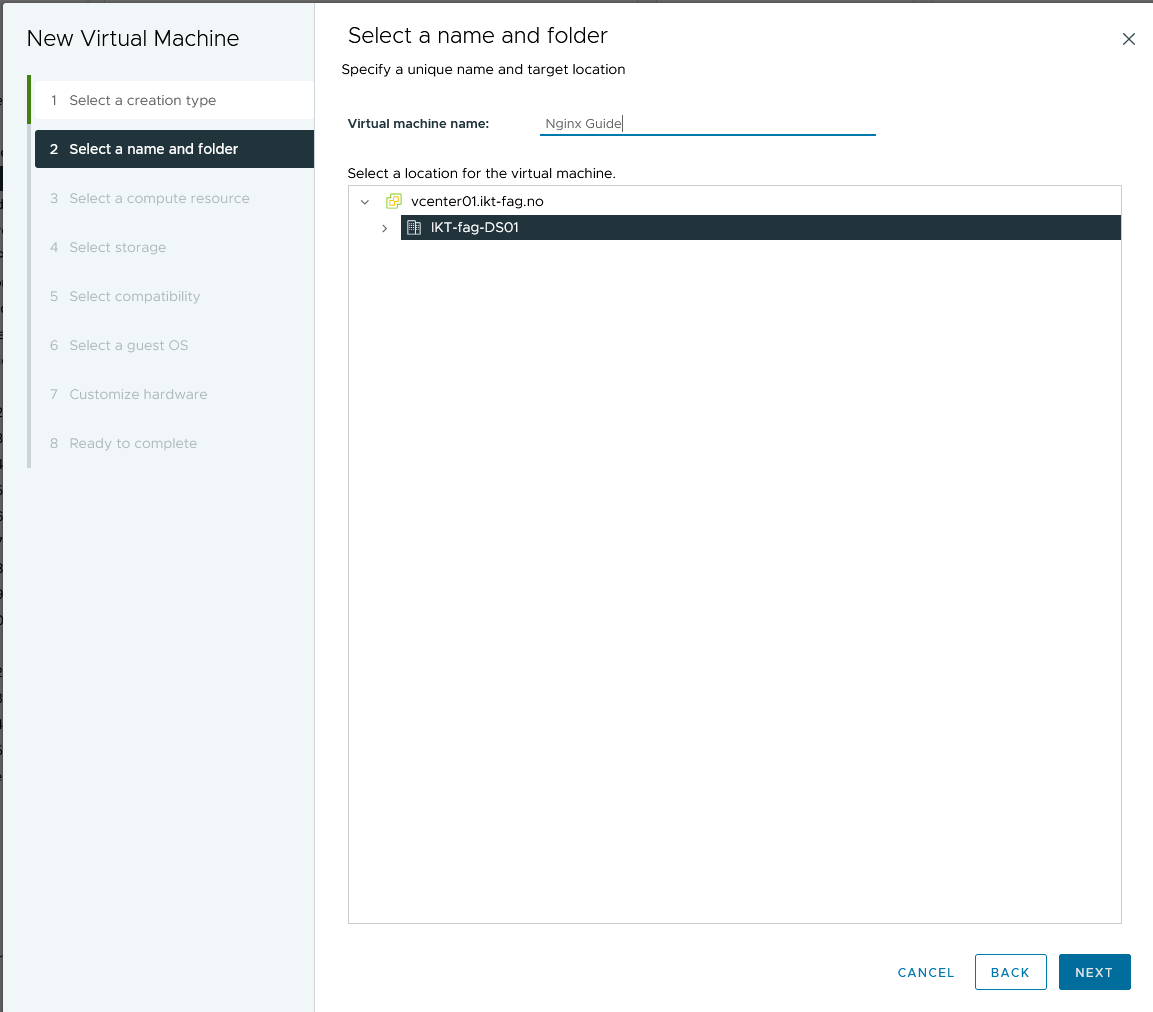 New Virtual Machine
1 Select a creation type
2 Select a name and folder
3 Select a compute resource
4 Select storage
5 Select compatibility
6 Select a guest OS
7 Customize hardware
8 Ready to complete
Select a name and folder
Specify a unique name and target location
Virtual machine name: Nginx Guide
Select a location for the virtual machine.
vcenter01.ikt-fag.no
IKT-fag-DS01
CANCEL BACK NEXT